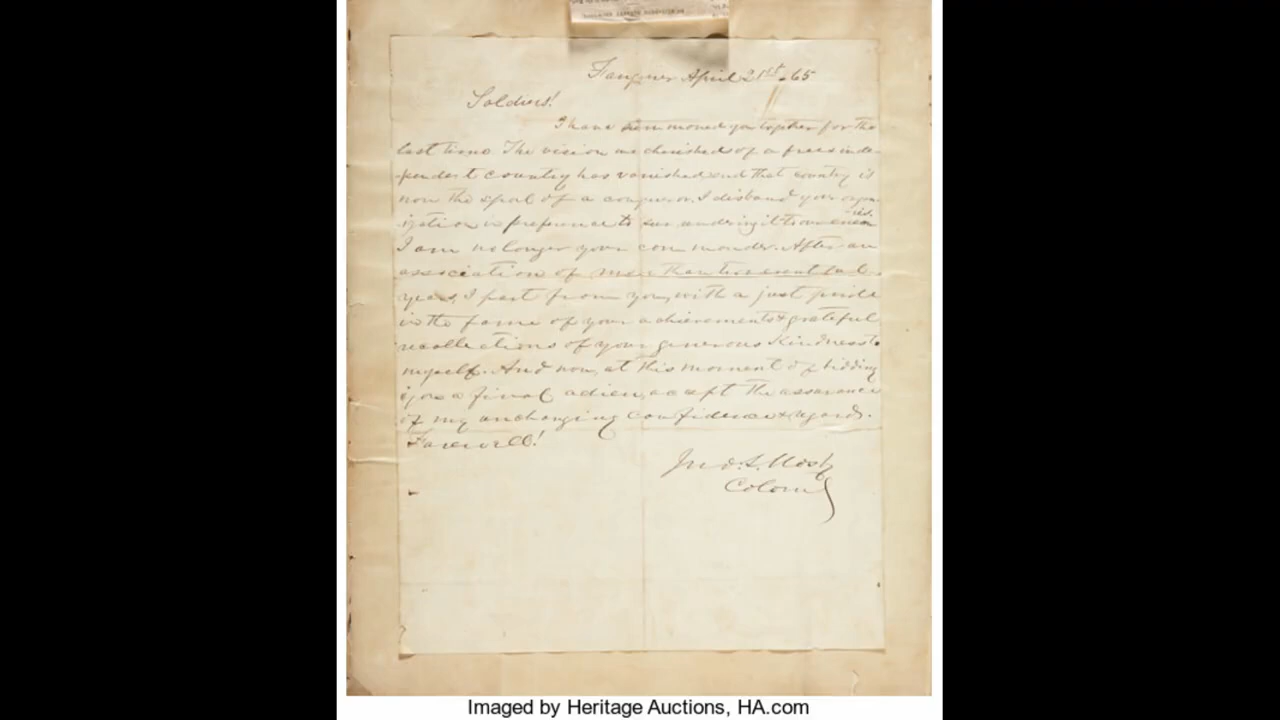 Fauquier April 21st 65
Soldiers!
I have summoned you together for the
last time. The vision we cherished of a free & inde-
pendent country has vanished and that country is
now the spoil of a conqueror. I disband your organ-
ization in preference to surrendering it to our enemies.
I am no longer your commander. After an
association of more than two eventful
years, I part from you, with a just pride
in the fame of your achievements & grateful
recollections of your generous kindness to
myself. And now, at this moment of bidding
you a final adieu, accept the assurance
of my unchanging confidence & regard.
Farewell!
Jno. S. Mosby
Colonel
Imaged by Heritage Auctions, HA.com